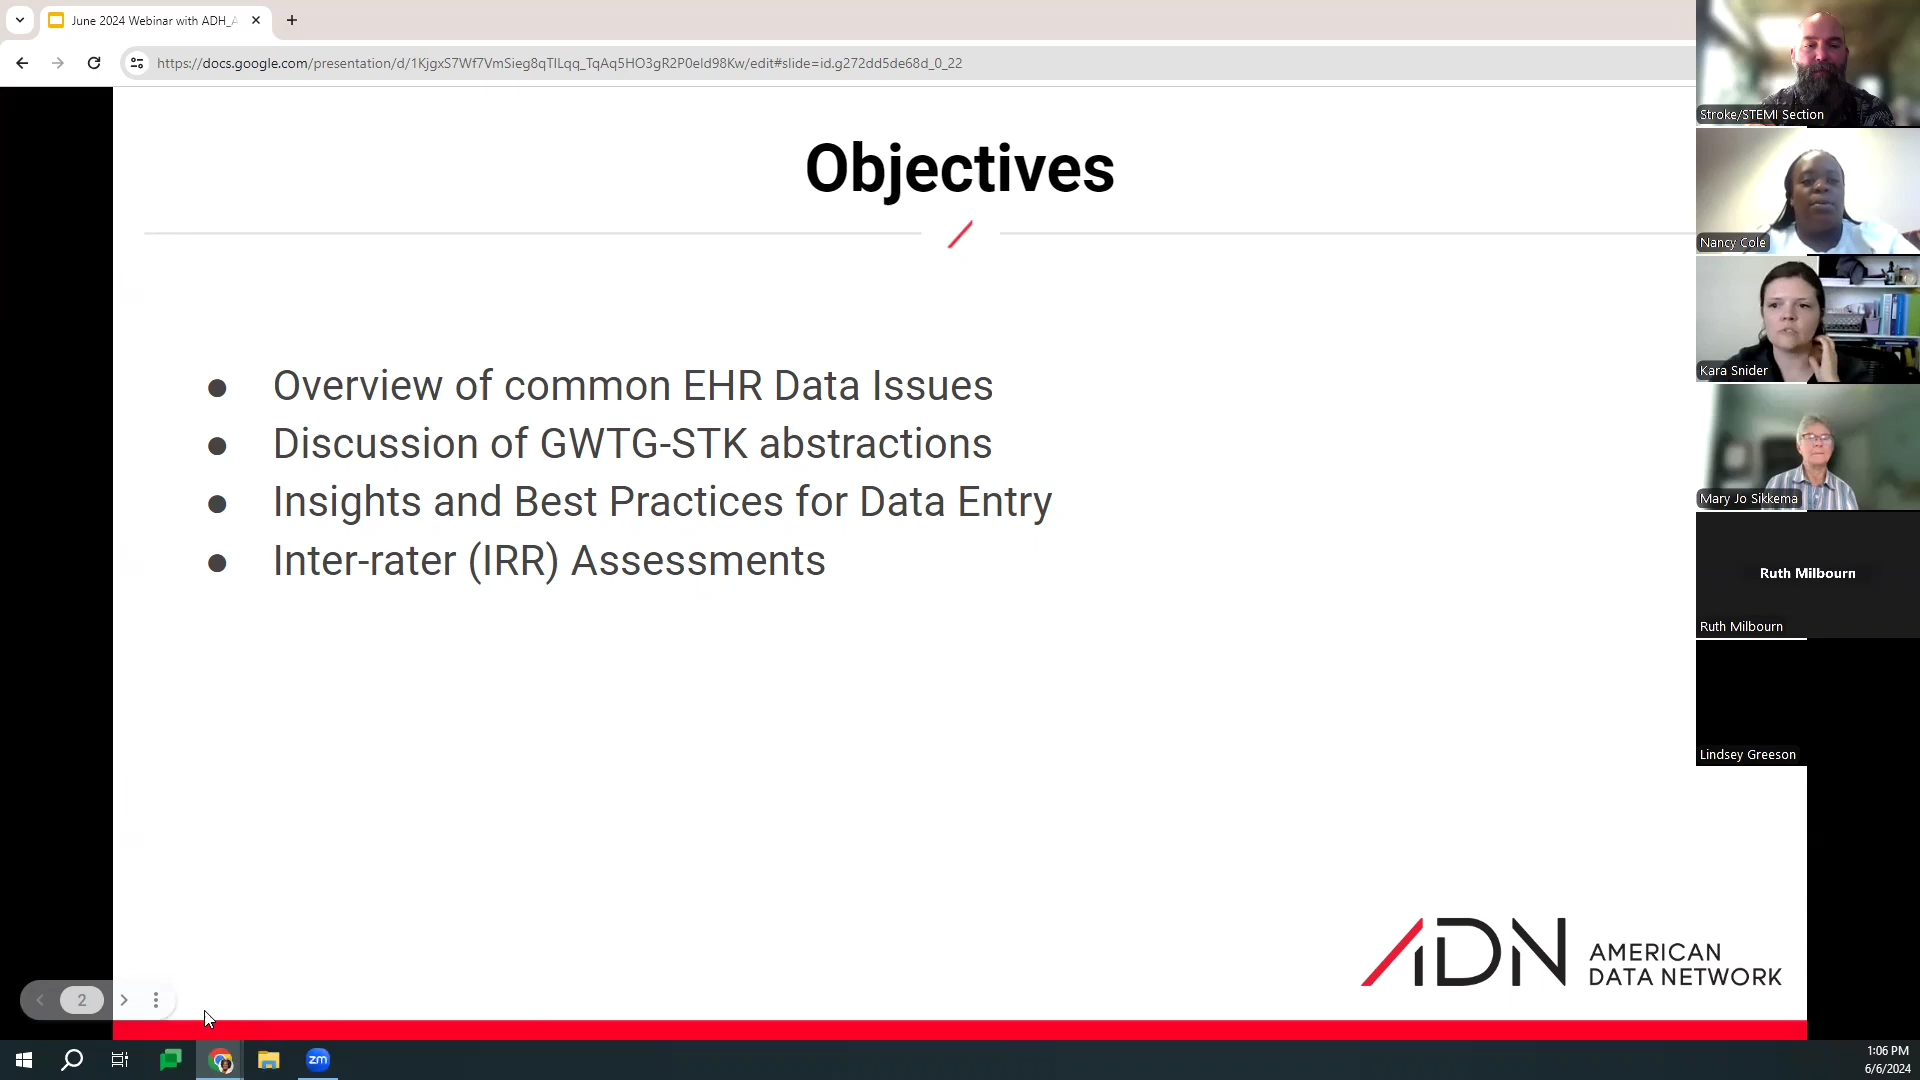 June 2024 Webinar with ADH_A
https://docs.google.com/presentation/d/1KjgxS7Wf7VmSieg8qTlLqq_TqAq5HO3gR2P0eld98Kw/edit#slide=id.g272dd5de68d_0_22
Objectives
● Overview of common EHR Data Issues
● Discussion of GWTG-STK abstractions
● Insights and Best Practices for Data Entry
● Inter-rater (IRR) Assessments
ADN AMERICAN
DATA NETWORK
2
Stroke/STEMI Section
Nancy Cole
Kara Snider
Mary Jo Sikkema
Ruth Milbourn
Ruth Milbourn
Lindsey Greeson
zm
1:06 PM
6/6/2024